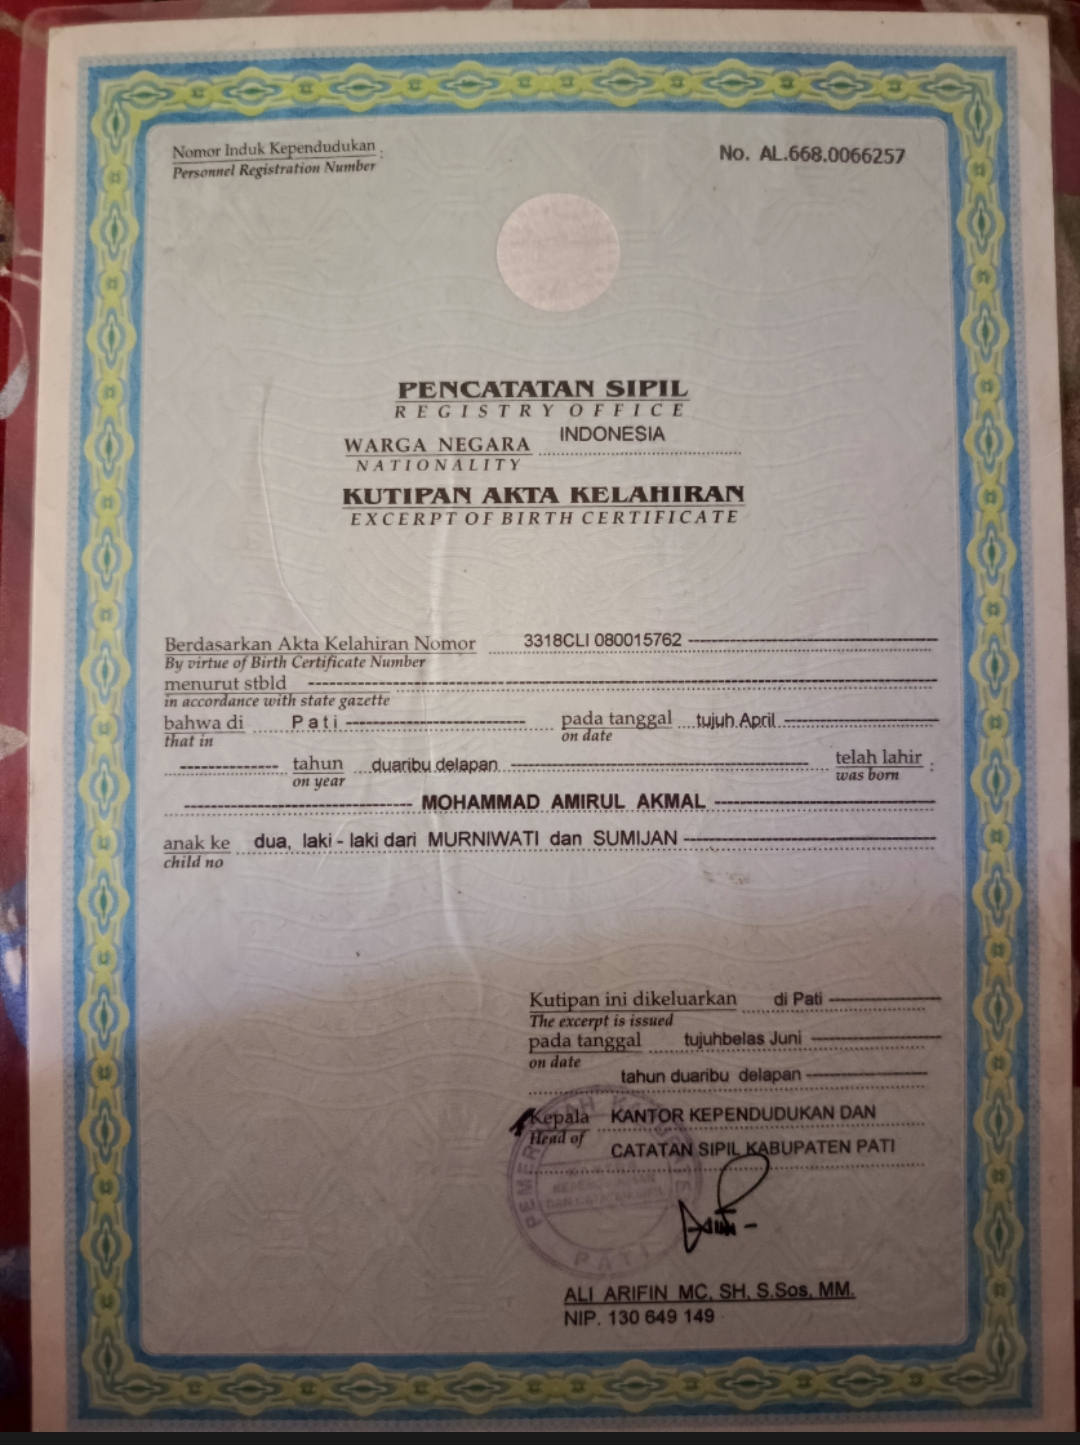 Nomor Induk Kependudukan :
Personnel Registration Number
No. AL.668.0066257
PENCATATAN SIPIL
REGISTRY OFFICE
WARGA NEGARA INDONESIA
NATIONALITY
KUTIPAN AKTA KELAHIRAN
EXCERPT OF BIRTH CERTIFICATE
Berdasarkan Akta Kelahiran Nomor 3318CLI 080015762
By virtue of Birth Certificate Number
menurut stbld
in accordance with state gazette
bahwa di Pati pada tanggal tujuh April
that in on date
tahun duaribu delapan telah lahir :
on year was born
MOHAMMAD AMIRUL AKMAL
anak ke dua, laki - laki dari MURNIWATI dan SUMIJAN
child no
Kutipan ini dikeluarkan di Pati
The excerpt is issued
pada tanggal tujuhbelas Juni
on date
tahun duaribu delapan
Kepala KANTOR KEPENDUDUKAN DAN
Head of
CATATAN SIPIL KABUPATEN PATI
PATI
ALI ARIFIN MC, SH, S.Sos, MM.
NIP. 130 649 149